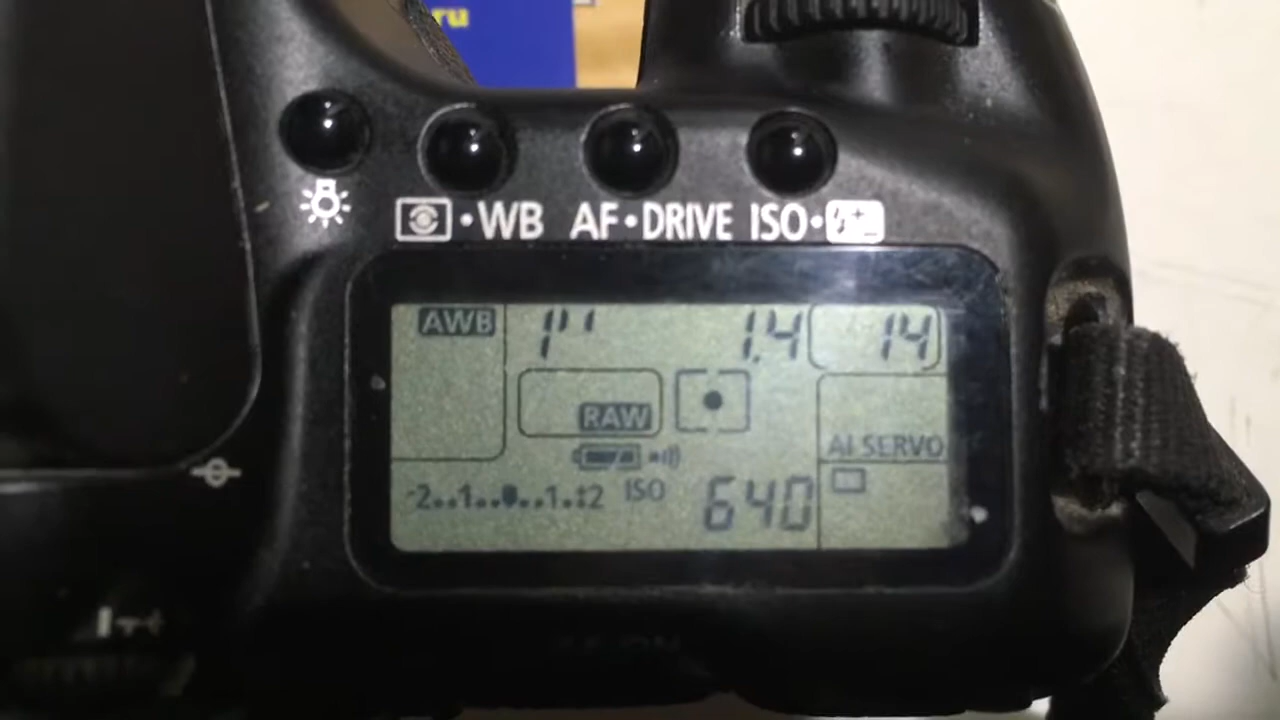 ru
WB AF•DRIVE ISO•
AWB 1" 1.4 14
RAW
AI SERVO
-2..1..0..1.:2 ISO 640